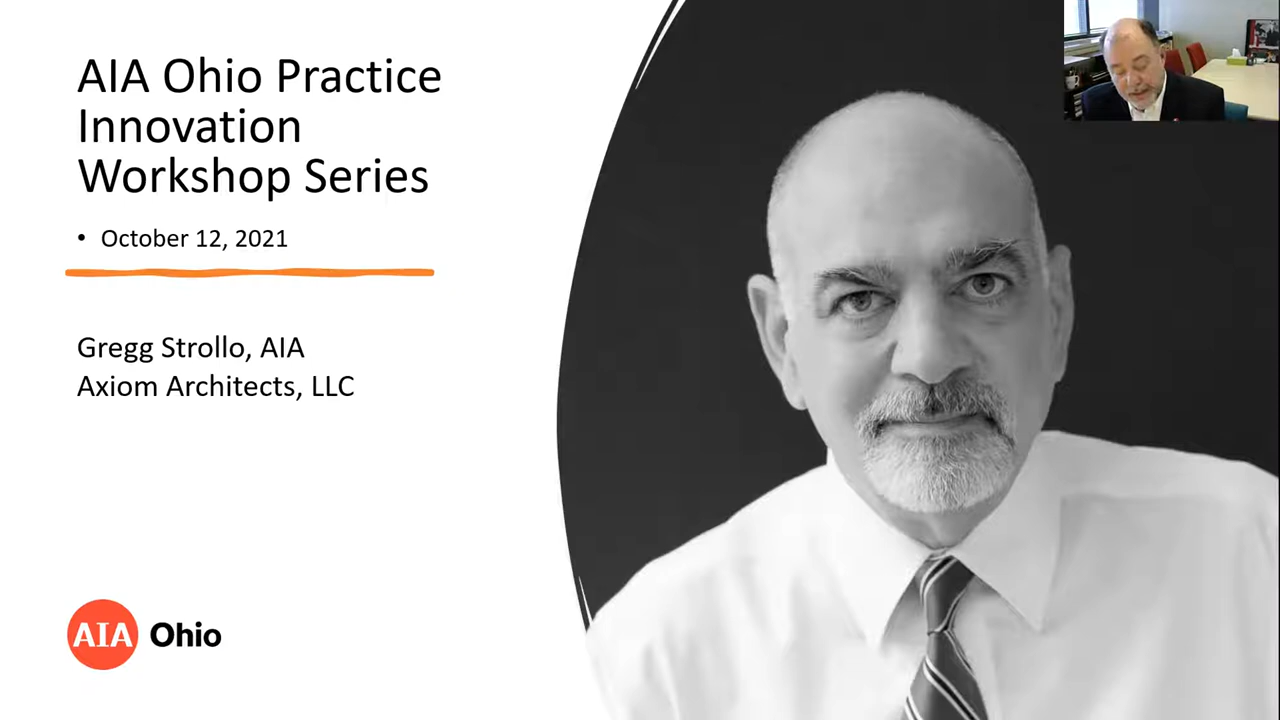 AIA Ohio Practice
Innovation
Workshop Series
• October 12, 2021
Gregg Strollo, AIA
Axiom Architects, LLC
AIA Ohio